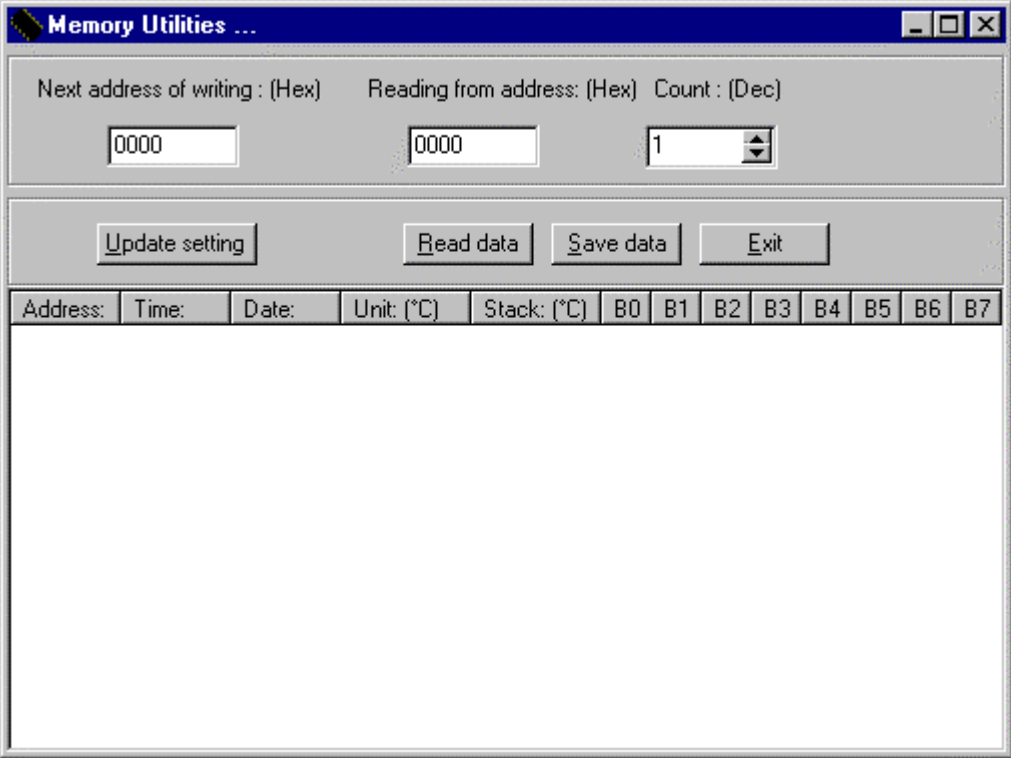 Memory Utilities ...
Next address of writing : (Hex) Reading from address: (Hex) Count : (Dec)
0000 0000 1
Update setting Read data Save data Exit
Address: Time: Date: Unit: (°C) Stack: (°C) B0 B1 B2 B3 B4 B5 B6 B7